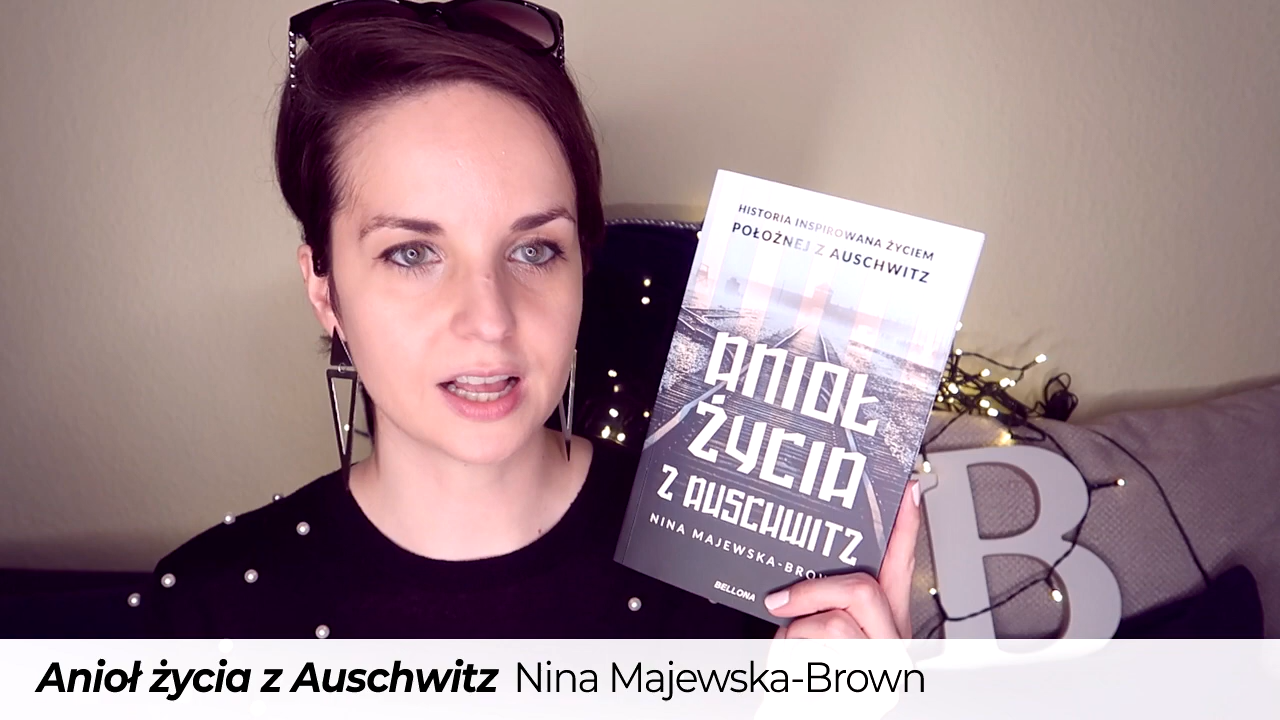 HISTORIA INSPIROWANA ŻYCIEM
POŁOŻNEJ Z AUSCHWITZ
ANIOŁ
ŻYCIA
Z AUSCHWITZ
NINA MAJEWSKA-BROW
BELLONA
B
Anioł życia z Auschwitz Nina Majewska-Brown